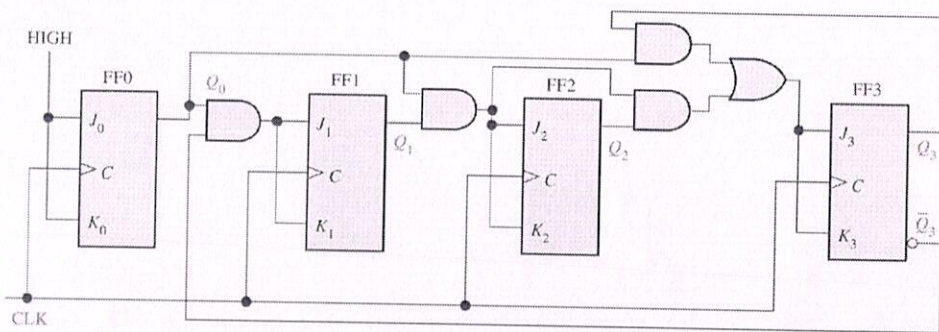 HIGH
FF0
Q₀
J₀
C
K₀
FF1
J₁
C
K₁
Q₁
FF2
J₂
C
K₂
Q₂
FF3
J₃
C
K₃
Q₃
Q̅₃
CLK